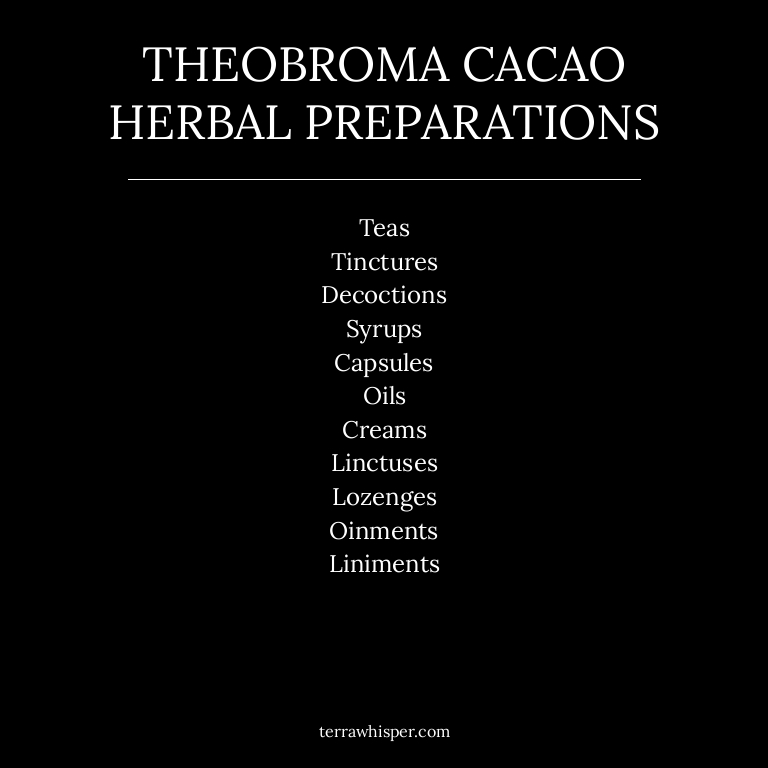 THEOBROMA CACAO
HERBAL PREPARATIONS
Teas
Tinctures
Decoctions
Syrups
Capsules
Oils
Creams
Linctuses
Lozenges
Oinments
Liniments
terrawhisper.com